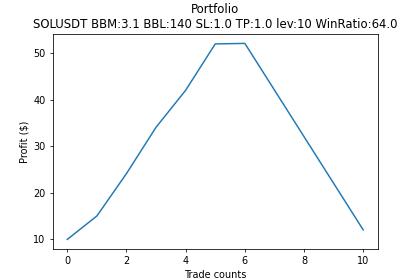 Portfolio
SOLUSDT BBM:3.1 BBL:140 SL:1.0 TP:1.0 lev:10 WinRatio:64.0
50
40
30
20
10
Profit ($)
0 2 4 6 8 10
Trade counts